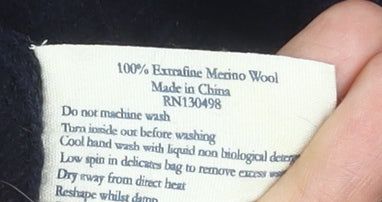 100% Extrafine Merino Wool
Made in China
RN130498
Do not machine wash
Turn inside out before washing
Cool hand wash with liquid non biological
Low spin in delicates bag to remove excess
Dry away from direct heat
Reshape whilst damp